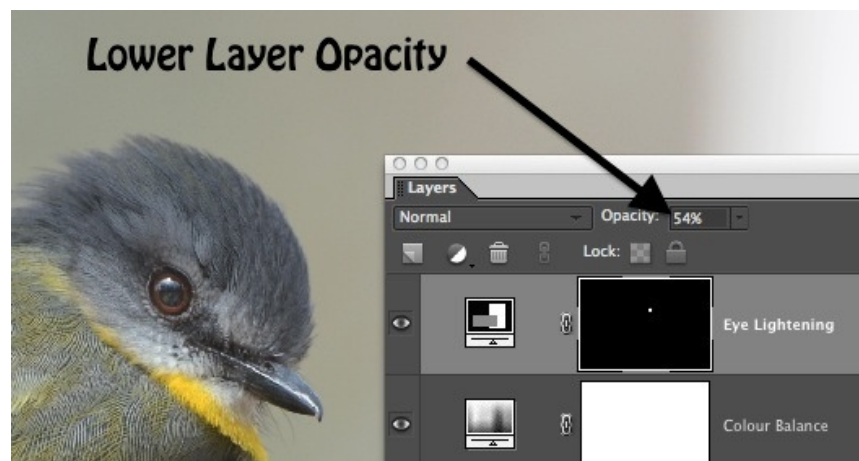 Lower Layer Opacity
Layers
Normal
Opacity: 54%
Lock:
Eye Lightening
Colour Balance